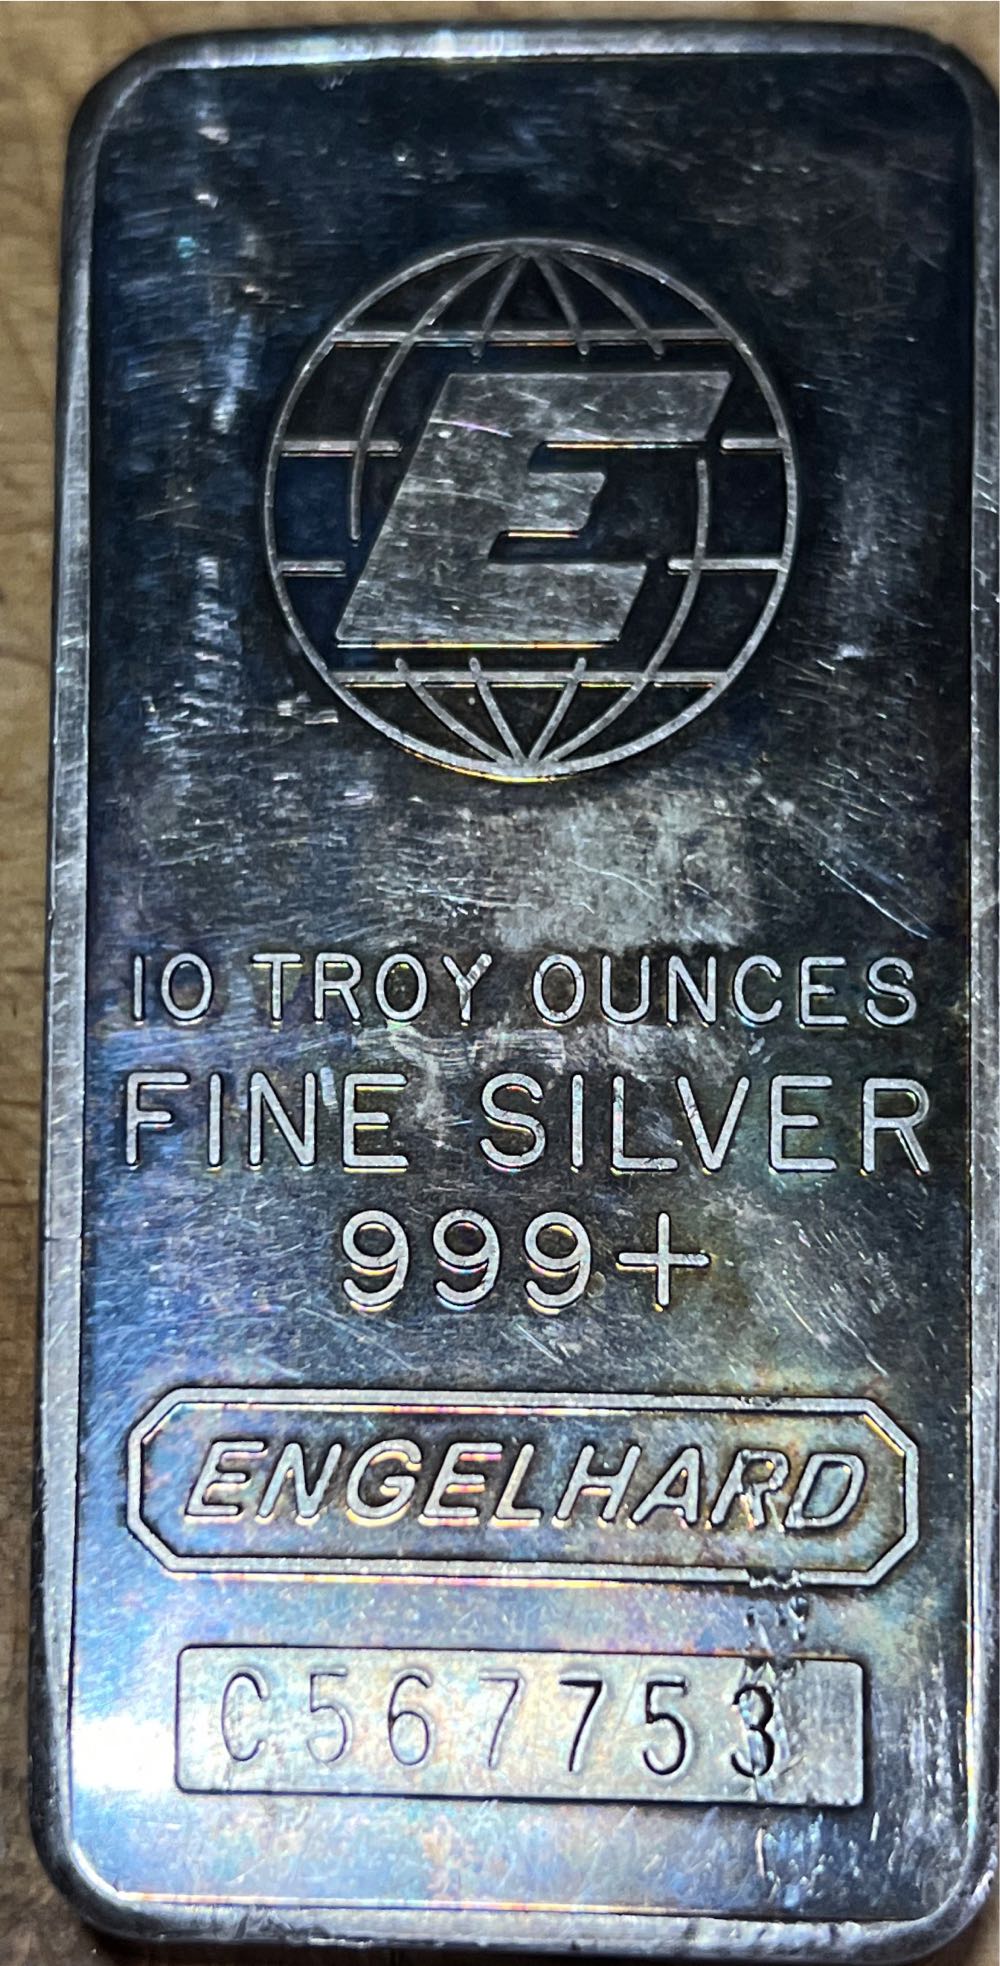 E
10 TROY OUNCES
FINE SILVER
999+
ENGELHARD
C567753